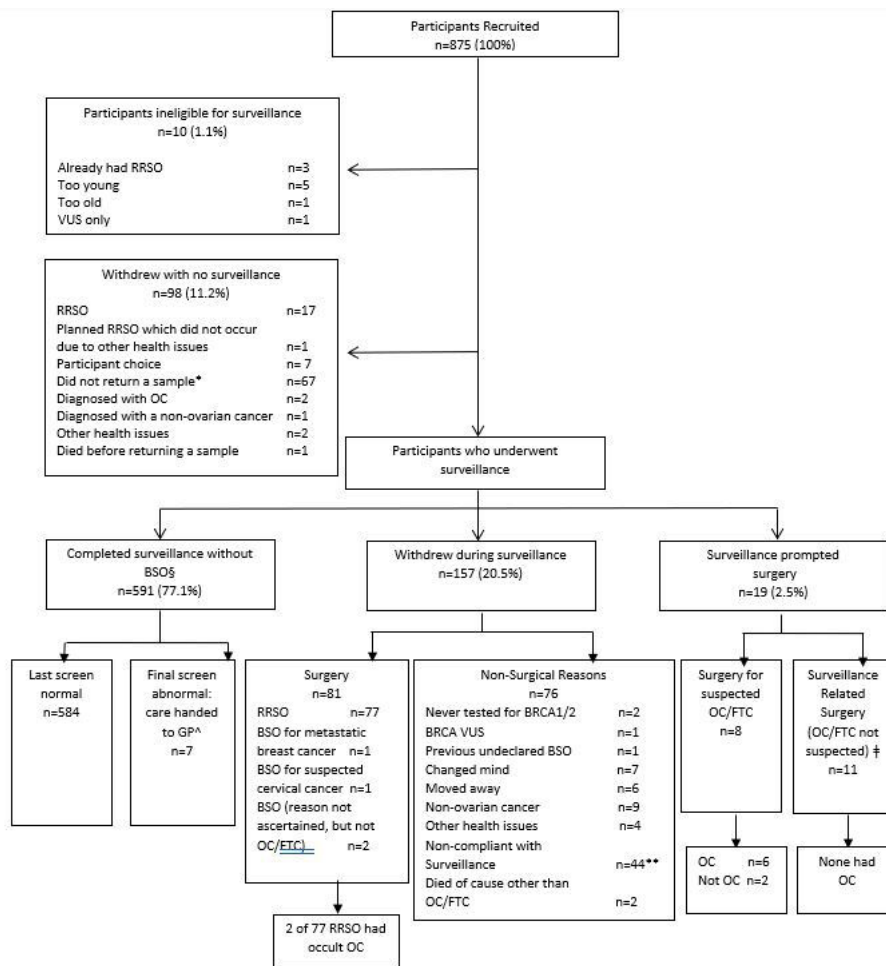 Participants Recruited
n=875 (100%)
Participants ineligible for surveillance
n=10 (1.1%)
Already had RRSO n=3
Too young n=5
Too old n=1
VUS only n=1
Withdrew with no surveillance
n=98 (11.2%)
RRSO n=17
Planned RRSO which did not occur
due to other health issues n=1
Participant choice n= 7
Did not return a sample* n=67
Diagnosed with OC n=2
Diagnosed with a non-ovarian cancer n=1
Other health issues n=2
Died before returning a sample n=1
Participants who underwent
surveillance
Completed surveillance without
BSO§
n=591 (77.1%)
Withdrew during surveillance
n=157 (20.5%)
Surveillance prompted
surgery
n=19 (2.5%)
Last screen
normal
n=584
Final screen
abnormal:
care handed
to GP^
n=7
Surgery
n=81
RRSO n=77
BSO for metastatic
breast cancer n=1
BSO for suspected
cervical cancer n=1
BSO (reason not
ascertained, but not
OC/FTC) n=2
Non-Surgical Reasons
n=76
Never tested for BRCA1/2 n=2
BRCA VUS n=1
Previous undeclared BSO n=1
Changed mind n=7
Moved away n=6
Non-ovarian cancer n=9
Other health issues n=4
Non-compliant with
Surveillance n=44**
Died of cause other than
OC/FTC n=2
Surgery for
suspected
OC/FTC
n=8
Surveillance
Related
Surgery
(OC/FTC not
suspected) ǂ
n=11
2 of 77 RRSO had
occult OC
OC n=6
Not OC n=2
None had
OC